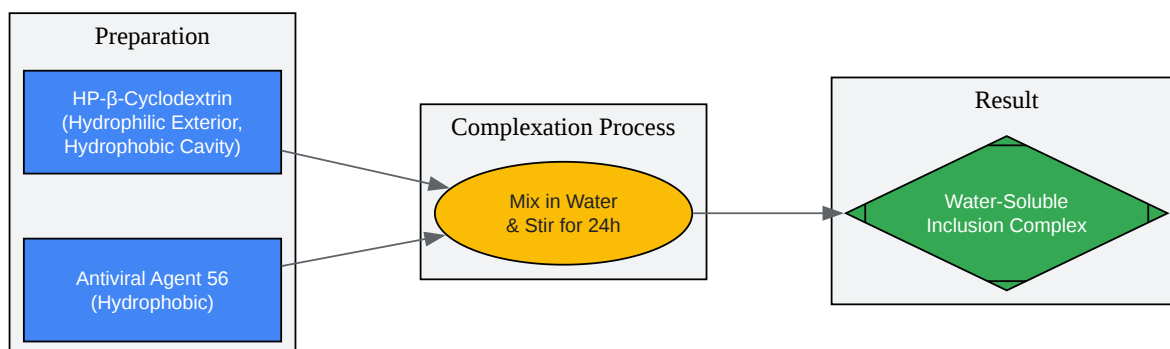 Preparation
HP-β-Cyclodextrin
(Hydrophilic Exterior,
Hydrophobic Cavity)
Antiviral Agent 56
(Hydrophobic)
Complexation Process
Mix in Water
& Stir for 24h
Result
Water-Soluble
Inclusion Complex